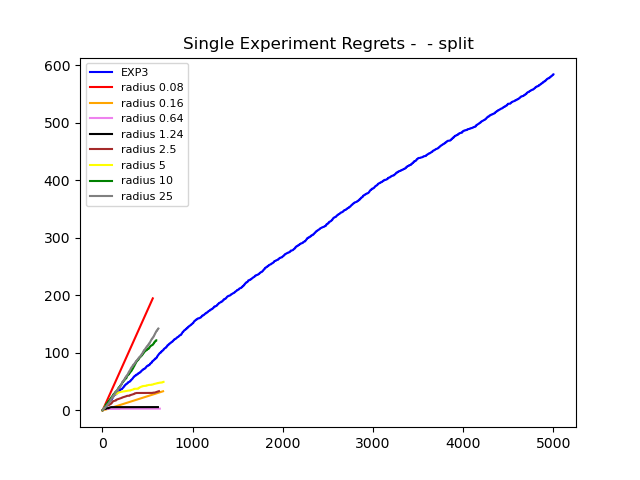 Single Experiment Regrets -  - split
EXP3
radius 0.08
radius 0.16
radius 0.64
radius 1.24
radius 2.5
radius 5
radius 10
radius 25
600
500
400
300
200
100
0
0 1000 2000 3000 4000 5000